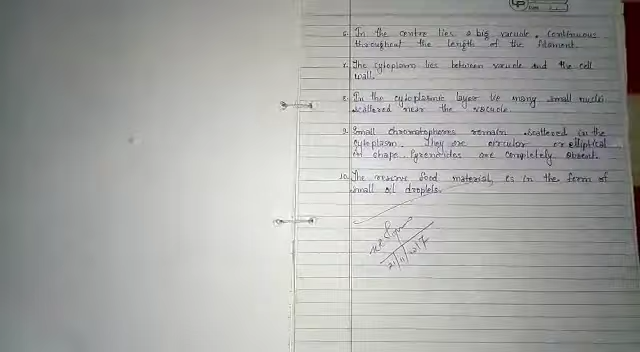 6. In the centre lies a big vacuole, continuous
throughout the length of the filament.
7. The cytoplasm lies between vacuole and the cell
wall.
8. In the cytoplasmic layer lie many small nuclei
scattered near the vacuole.
9. Small chromatophores remain scattered in the
cytoplasm. They are circular or elliptical
in shape. Pyrenoides are completely absent.
10. The reserve food material, is in the form of
small oil droplets.